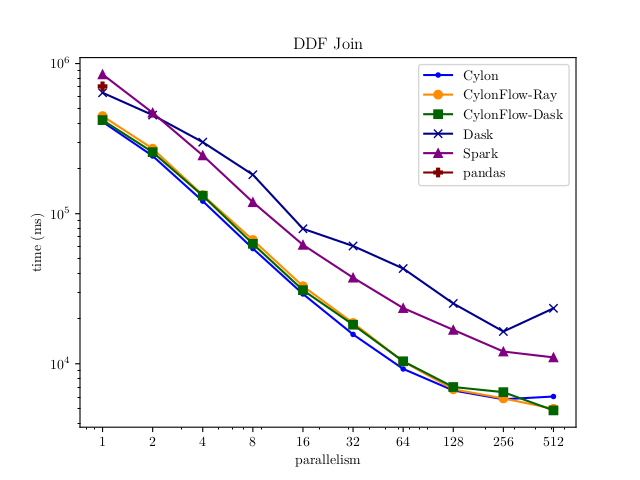 DDF Join
10^6
10^5
10^4
time (ms)
Cylon
CylonFlow-Ray
CylonFlow-Dask
Dask
Spark
pandas
1 2 4 8 16 32 64 128 256 512
parallelism